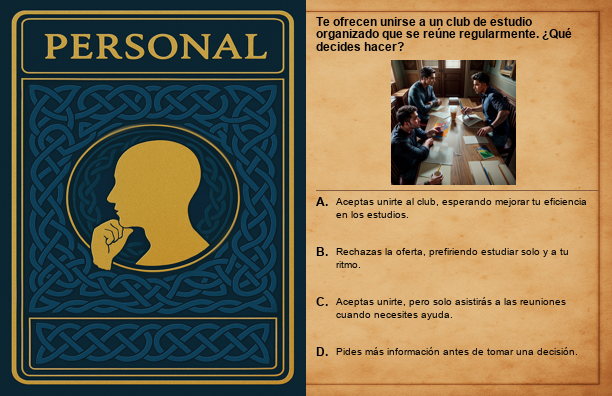 PERSONAL
Te ofrecen unirse a un club de estudio
organizado que se reúne regularmente. ¿Qué
decides hacer?
A. Aceptas unirte al club, esperando mejorar tu eficiencia
en los estudios.
B. Rechazas la oferta, prefiriendo estudiar solo y a tu
ritmo.
C. Aceptas unirte, pero solo asistirás a las reuniones
cuando necesites ayuda.
D. Pides más información antes de tomar una decisión.